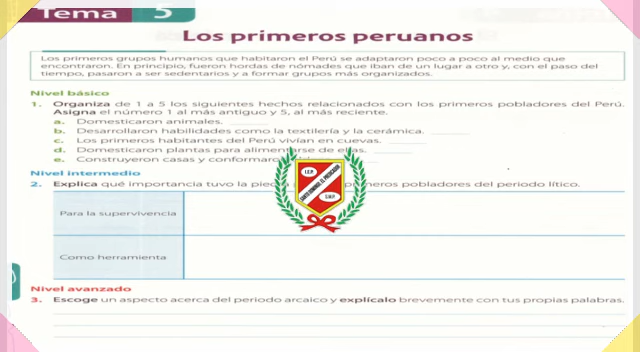 Tema 5
Los primeros peruanos
Los primeros grupos humanos que habitaron el Perú se adaptaron poco a poco al medio que
encontraron. En principio, fueron hordas de nómades que iban de un lugar a otro y, con el paso del
tiempo, pasaron a ser sedentarios y a formar grupos más organizados.
Nivel básico
1. Organiza de 1 a 5 los siguientes hechos relacionados con los primeros pobladores del Perú.
Asigna el número 1 al más antiguo y 5, al más reciente.
a. Domesticaron animales.
b. Desarrollaron habilidades como la textilería y la cerámica.
c. Los primeros habitantes del Perú vivían en cuevas.
d. Domesticaron plantas para alimentarse de ellas.
e. Construyeron casas y conformaro
I.E.P.
SANTO DOMINGO EL PREDICADOR
S.M.P.
Nivel intermedio
2. Explica qué importancia tuvo la pied primeros pobladores del periodo lítico.
Para la supervivencia
Como herramienta
Nivel avanzado
3. Escoge un aspecto acerca del periodo arcaico y explícalo brevemente con tus propias palabras.